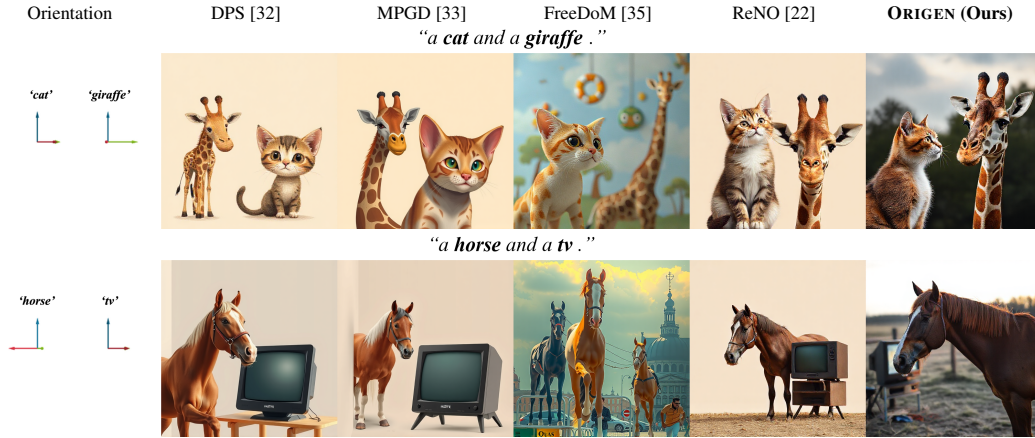 Orientation DPS [32] MPGD [33] FreeDoM [35] ReNO [22] ORIGEN (Ours)
“a cat and a giraffe .”
‘cat’ ‘giraffe’
“a horse and a tv .”
‘horse’ ‘tv’